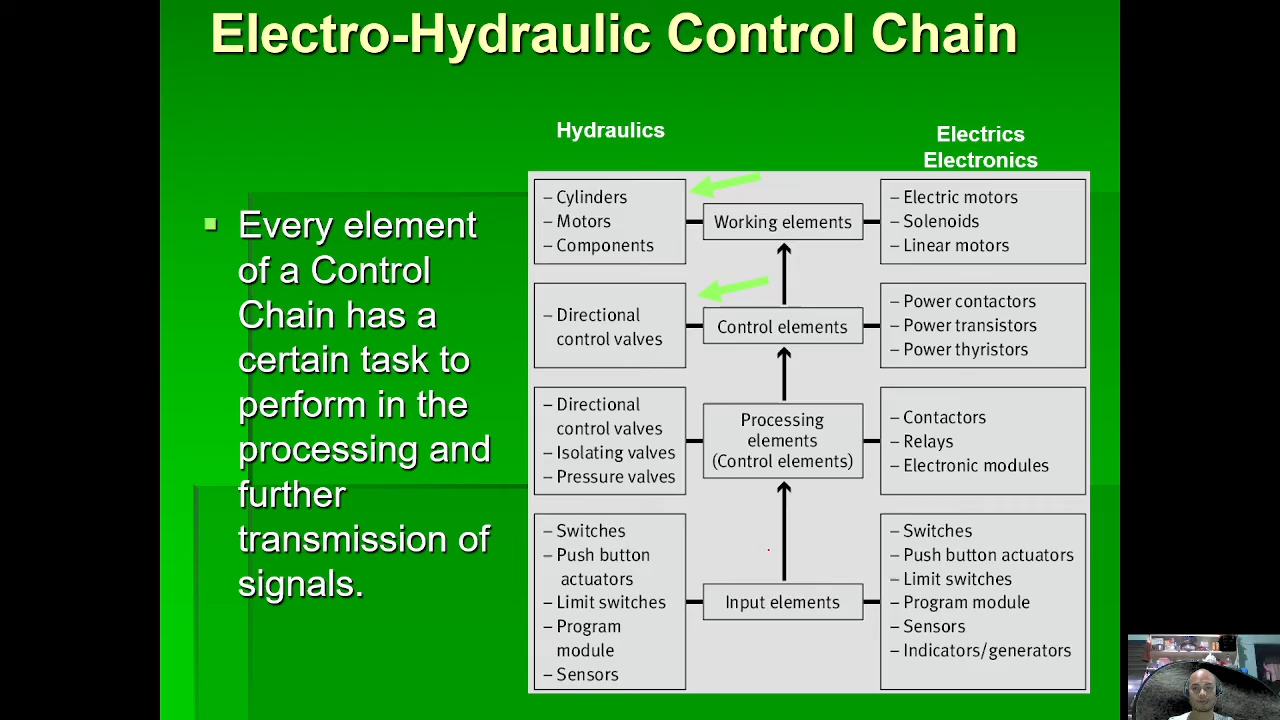 Electro-Hydraulic Control Chain
Hydraulics
Electrics
Electronics
▪ Every element
of a Control
Chain has a
certain task to
perform in the
processing and
further
transmission of
signals.
– Cylinders
– Motors
– Components
Working elements
– Electric motors
– Solenoids
– Linear motors
– Directional
control valves
Control elements
– Power contactors
– Power transistors
– Power thyristors
– Directional
control valves
– Isolating valves
– Pressure valves
Processing
elements
(Control elements)
– Contactors
– Relays
– Electronic modules
– Switches
– Push button
actuators
– Limit switches
– Program
module
– Sensors
Input elements
– Switches
– Push button actuators
– Limit switches
– Program module
– Sensors
– Indicators/generators